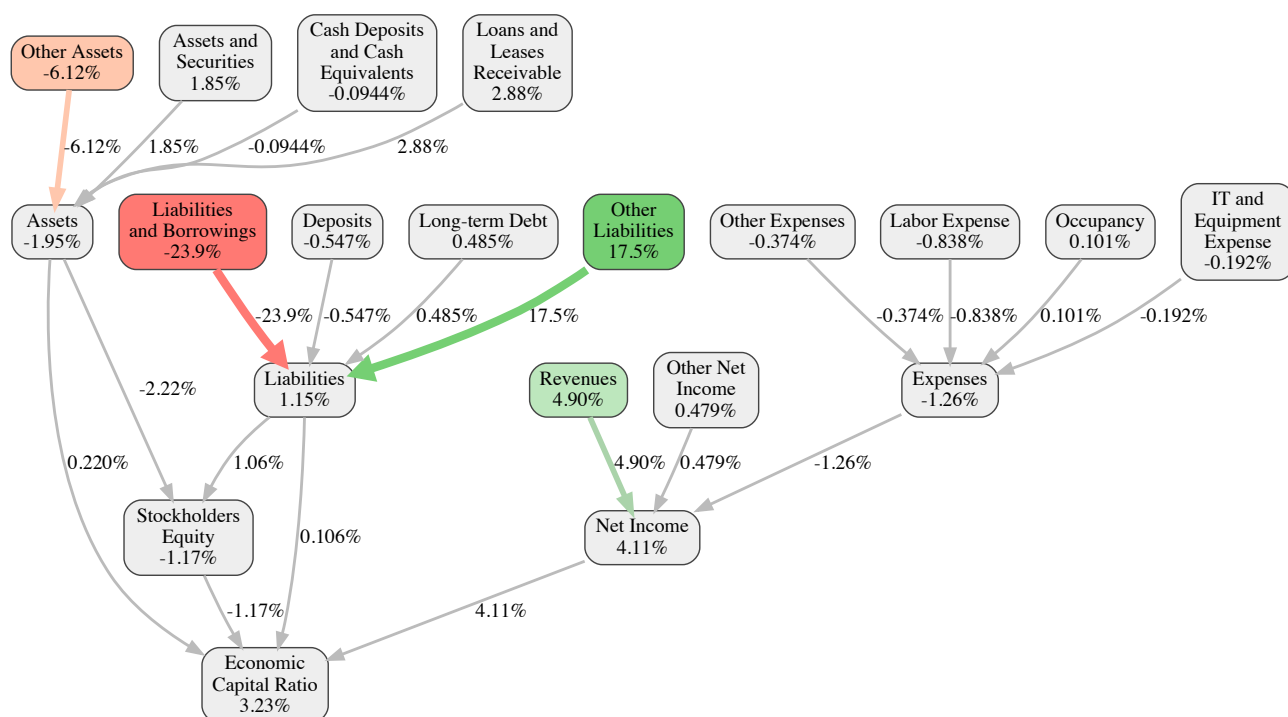 Other Assets
-6.12%
Assets and
Securities
1.85%
Cash Deposits
and Cash
Equivalents
-0.0944%
Loans and
Leases
Receivable
2.88%
-6.12%
1.85%
-0.0944%
2.88%
Assets
-1.95%
Liabilities
and Borrowings
-23.9%
Deposits
-0.547%
Long-term Debt
0.485%
Other
Liabilities
17.5%
Other Expenses
-0.374%
Labor Expense
-0.838%
Occupancy
0.101%
IT and
Equipment
Expense
-0.192%
-23.9%
-0.547%
0.485%
17.5%
-0.374%
-0.838%
0.101%
-0.192%
Liabilities
1.15%
Revenues
4.90%
Other Net
Income
0.479%
Expenses
-1.26%
-2.22%
0.220%
1.06%
4.90%
0.479%
-1.26%
Stockholders
Equity
-1.17%
0.106%
Net Income
4.11%
-1.17%
4.11%
Economic
Capital Ratio
3.23%